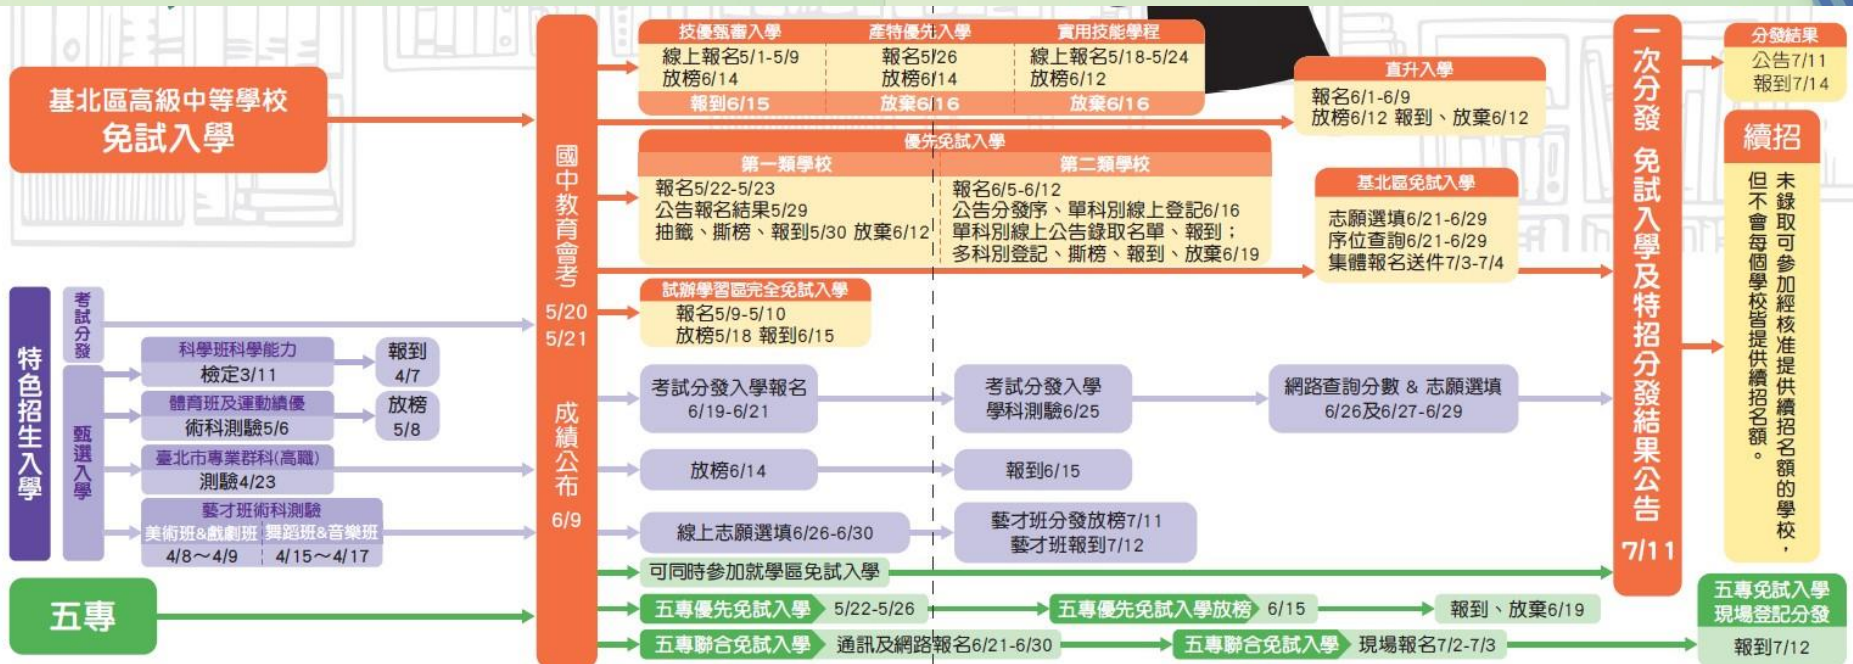 基北區高級中等學校
免試入學
特色招生入學
考試分發
甄選入學
科學班科學能力
檢定3/11
報到
4/7
體育班及運動績優
術科測驗5/6
放榜
5/8
臺北市專業群科(高職)
測驗4/23
藝才班術科測驗
美術班&戲劇班 舞蹈班&音樂班
4/8～4/9 4/15～4/17
五專
國中教育會考
5/20
5/21
成績公布
6/9
技優甄審入學
線上報名5/1-5/9
放榜6/14
報到6/15
產特優先入學
報名5/26
放榜6/14
放棄6/16
實用技能學程
線上報名5/18-5/24
放榜6/12
放棄6/16
直升入學
報名6/1-6/9
放榜6/12 報到、放棄6/12
優先免試入學
第一類學校
報名5/22-5/23
公告報名結果5/29
抽籤、撕榜、報到5/30 放棄6/12
第二類學校
報名6/5-6/12
公告分發序、單科別線上登記6/16
單科別線上公告錄取名單、報到；
多科別登記、撕榜、報到、放棄6/19
基北區免試入學
志願選填6/21-6/29
序位查詢6/21-6/29
集體報名送件7/3-7/4
試辦學習區完全免試入學
報名5/9-5/10
放榜5/18 報到6/15
考試分發入學報名
6/19-6/21
考試分發入學
學科測驗6/25
網路查詢分數 & 志願選填
6/26及6/27-6/29
放榜6/14
報到6/15
線上志願選填6/26-6/30
藝才班分發放榜7/11
藝才班報到7/12
可同時參加就學區免試入學
五專優先免試入學 5/22-5/26
五專優先免試入學放榜 6/15
報到、放棄6/19
五專聯合免試入學 通訊及網路報名6/21-6/30
五專聯合免試入學 現場報名7/2-7/3
一次分發 免試入學及特招分發結果公告
7/11
分發結果
公告7/11
報到7/14
續招
未錄取可參加經核准提供續招名額的學校，
但不會每個學校皆提供續招名額。
五專免試入學
現場登記分發
報到7/12